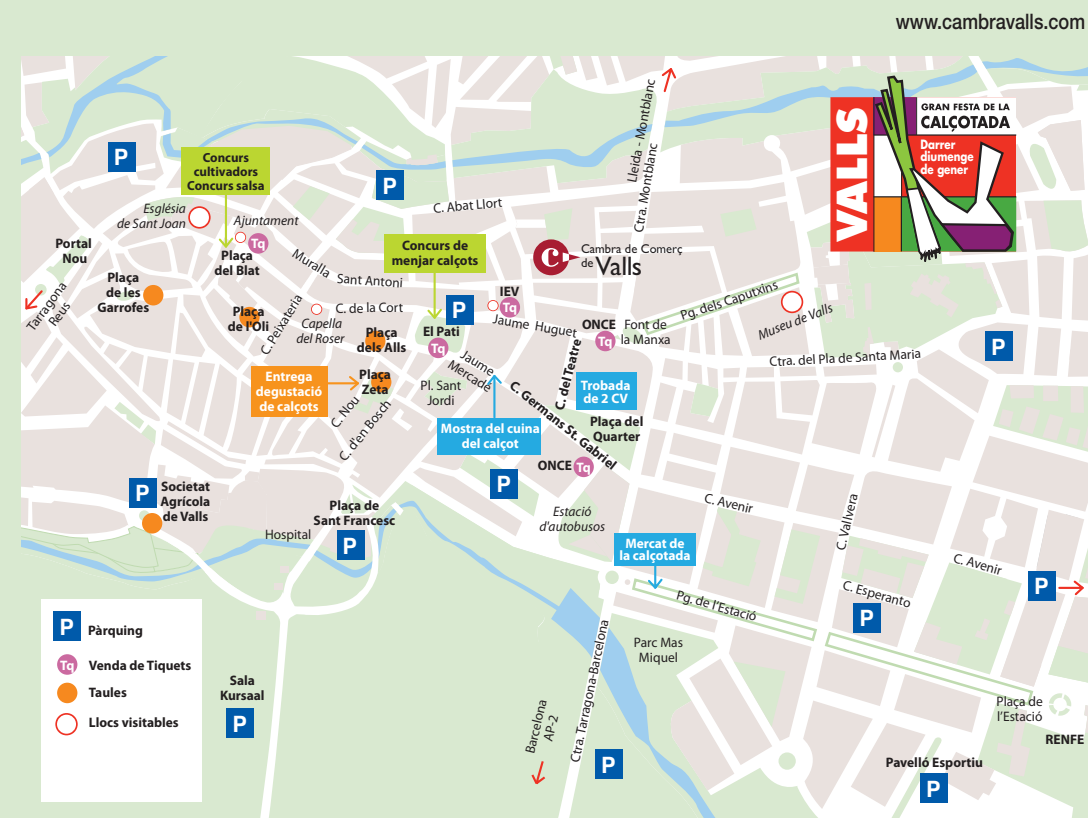 www.cambravalls.com
VALLS
GRAN FESTA DE LA
CALÇOTADA
Darrer
diumenge
de gener
Lleida - Montblanc
Ctra. Montblanc
P
P
Concurs
cultivadors
Concurs salsa
Església
de Sant Joan
Ajuntament
Tq
Plaça
del Blat
Portal
Nou
Plaça
de les
Garrofes
Tarragona
Reus
C. Abat Llort
Concurs de
menjar calçots
c
Cambra de Comerç
de Valls
Muralla Sant Antoni
IEV
Tq
P
C. de la Cort
Plaça
de l'Oli
C. Peixateria
Capella
del Roser
Plaça
dels Alls
El Pati
Tq
Jaume Huguet
ONCE
Tq
Font de
la Manxa
Pg. dels Caputxins
Museu de Valls
P
Ctra. del Pla de Santa Maria
Jaume
Mercadé
C. del Teatre
Entrega
degustació
de calçots
Plaça
Zeta
Pl. Sant
Jordi
C. Nou
C. d'en Bosch
Trobada
de 2 CV
C. Germans St. Gabriel
Plaça del
Quarter
Mostra del cuina
del calçot
ONCE
Tq
P
P
Societat
Agrícola
de Valls
Plaça de
Sant Francesc
P
Hospital
Estació
d'autobusos
C. Avenir
C. Vallvera
Mercat de
la calçotada
C. Avenir
P
C. Esperanto
P
Pg. de l'Estació
Parc Mas
Miquel
Ctra. Tarragona-Barcelona
Barcelona
AP-2
P
Plaça de
l'Estació
RENFE
Pavelló Esportiu
P
Sala
Kursaal
P
P Pàrquing
Tq Venda de Tiquets
Taules
Llocs visitables